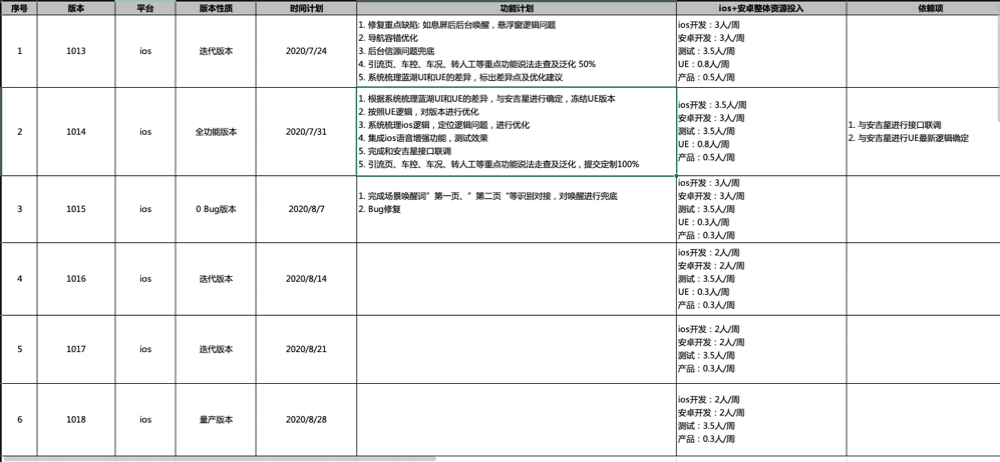 序号 版本 平台 版本性质 时间计划 功能计划 ios+安卓整体资源投入 依赖项
1 1013 ios 迭代版本 2020/7/24
1. 修复重点缺陷: 如息屏后后台唤醒，悬浮窗逻辑问题
2. 导航容错优化
3. 后台信源问题兜底
4. 引流页、车控、车况、转人工等重点功能说法走查及泛化 50%
5. 系统梳理蓝湖UI和UE的差异，标出差异点及优化建议
ios开发：3人/周
安卓开发：3人/周
测试：3.5人/周
UE：0.8人/周
产品：0.5人/周
2 1014 ios 全功能版本 2020/7/31
1. 根据系统梳理蓝湖UI和UE的差异，与安吉星进行确定，冻结UE版本
2. 按照UE逻辑，对版本进行优化
3. 系统梳理ios逻辑，定位逻辑问题，进行优化
4. 集成ios语音增强功能，测试效果
5. 完成和安吉星接口联调
5. 引流页、车控、车况、转人工等重点功能说法走查及泛化，提交定制100%
ios开发：3.5人/周
安卓开发：3人/周
测试：3.5人/周
UE：0.8人/周
产品：0.5人/周
1. 与安吉星进行接口联调
2. 与安吉星进行UE最新逻辑确定
3 1015 ios 0 Bug版本 2020/8/7
1. 完成场景唤醒词”第一页、”第二页“等识别对接，对唤醒进行兜底
2. Bug修复
ios开发：3人/周
安卓开发：3人/周
测试：3.5人/周
UE：0.3人/周
产品：0.3人/周
4 1016 ios 迭代版本 2020/8/14
ios开发：2人/周
安卓开发：2人/周
测试：3.5人/周
UE：0.3人/周
产品：0.3人/周
5 1017 ios 迭代版本 2020/8/21
ios开发：2人/周
安卓开发：2人/周
测试：3.5人/周
产品：0.3人/周
6 1018 ios 量产版本 2020/8/28
ios开发：2人/周
安卓开发：2人/周
测试：3.5人/周
产品：0.3人/周